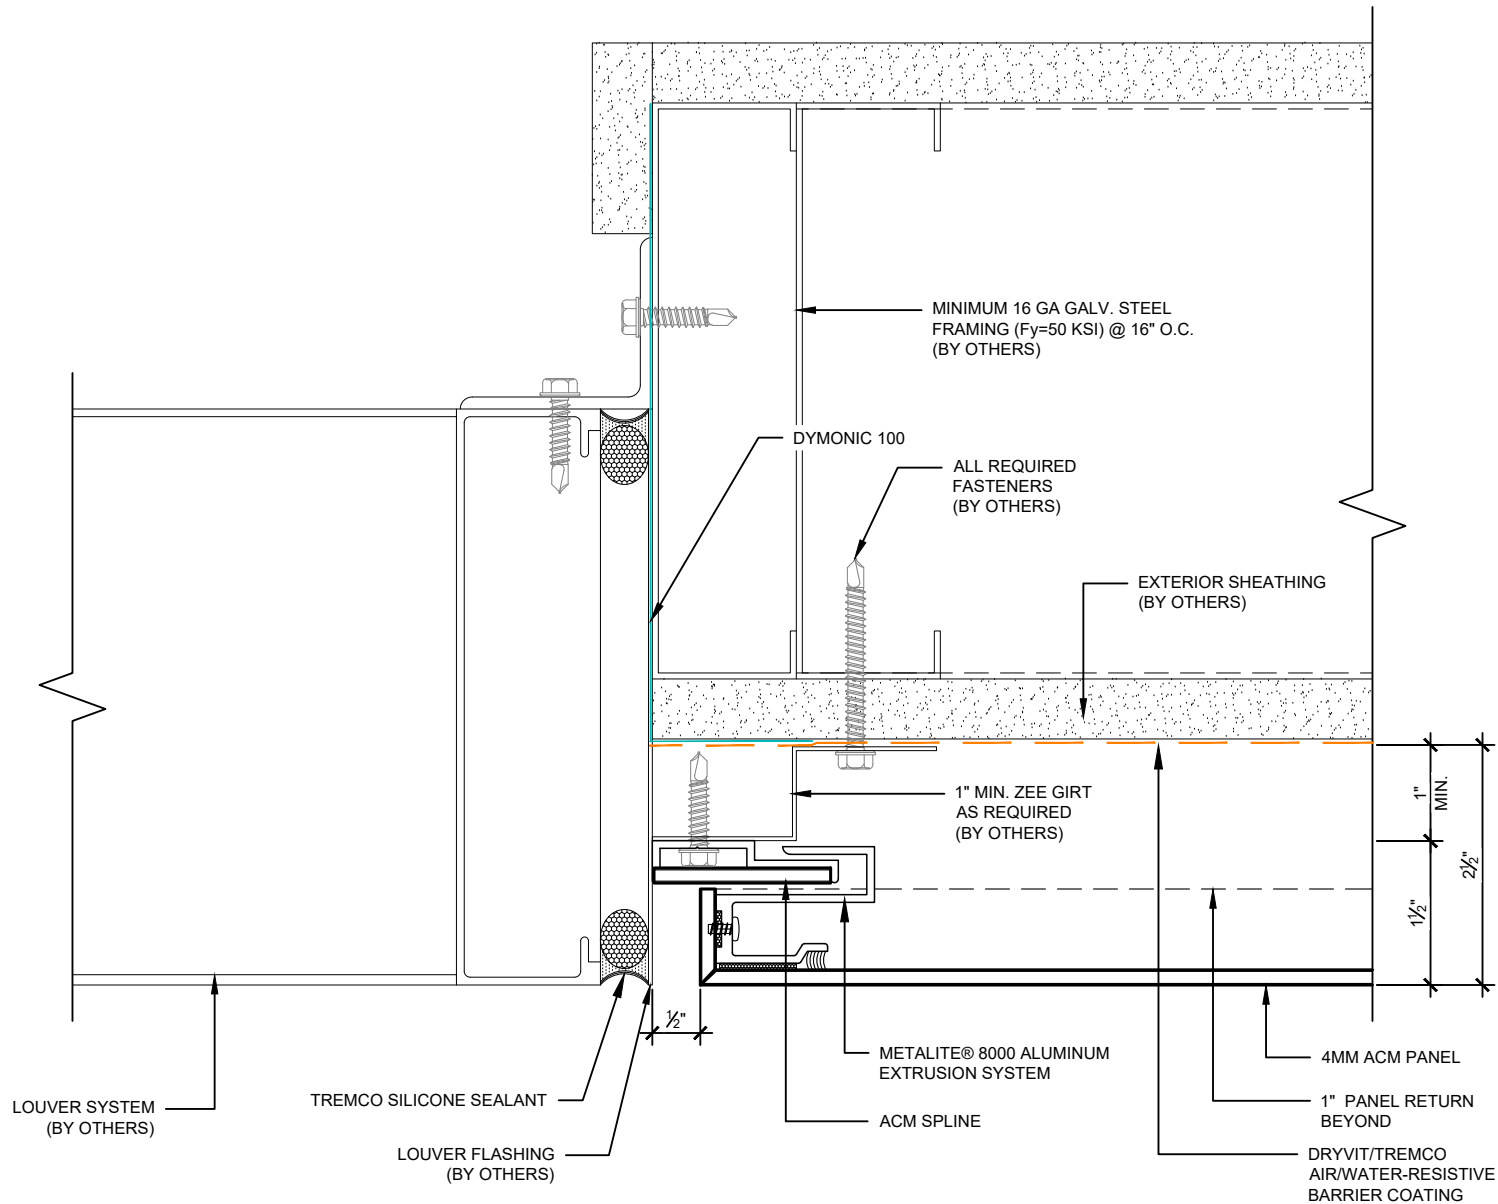 MINIMUM 16 GA GALV. STEEL
FRAMING (Fy=50 KSI) @ 16" O.C.
(BY OTHERS)
DYMONIC 100
ALL REQUIRED
FASTENERS
(BY OTHERS)
EXTERIOR SHEATHING
(BY OTHERS)
1" MIN. ZEE GIRT
AS REQUIRED
(BY OTHERS)
1"
MIN.
2½"
1½"
½"
METALITE® 8000 ALUMINUM
EXTRUSION SYSTEM
4MM ACM PANEL
LOUVER SYSTEM
(BY OTHERS)
TREMCO SILICONE SEALANT
ACM SPLINE
1" PANEL RETURN
BEYOND
LOUVER FLASHING
(BY OTHERS)
DRYVIT/TREMCO
AIR/WATER-RESISTIVE
BARRIER COATING